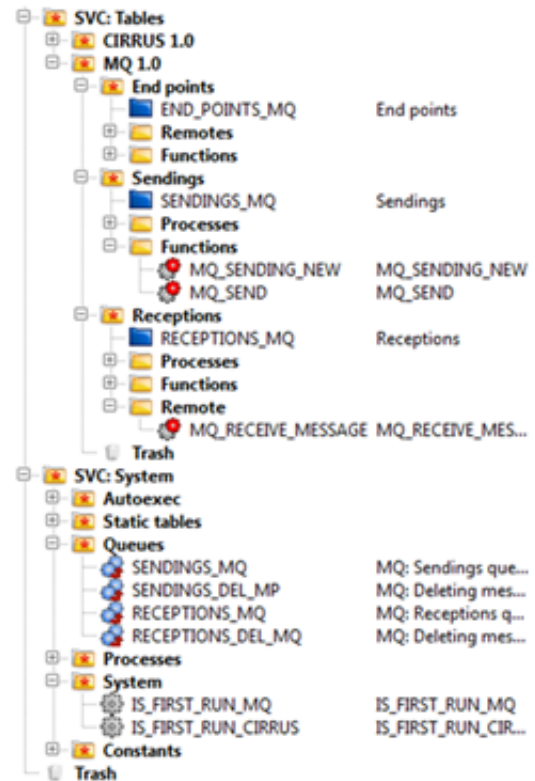 SVC: Tables
CIRRUS 1.0
MQ 1.0
End points
END_POINTS_MQ End points
Remotes
Functions
Sendings
SENDINGS_MQ Sendings
Processes
Functions
MQ_SENDING_NEW MQ_SENDING_NEW
MQ_SEND MQ_SEND
Receptions
RECEPTIONS_MQ Receptions
Processes
Functions
Remote
MQ_RECEIVE_MESSAGE MQ_RECEIVE_MES...
Trash
SVC: System
Autoexec
Static tables
Queues
SENDINGS_MQ MQ: Sendings que...
SENDINGS_DEL_MP MQ: Deleting mes...
RECEPTIONS_MQ MQ: Receptions q...
RECEPTIONS_DEL_MQ MQ: Deleting mes...
Processes
System
IS_FIRST_RUN_MQ IS_FIRST_RUN_MQ
IS_FIRST_RUN_CIRRUS IS_FIRST_RUN_CIR...
Constants
Trash